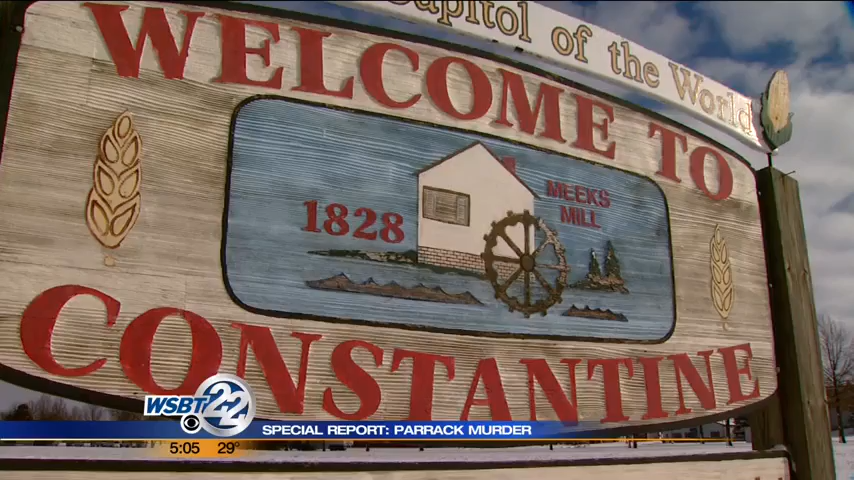 Capitol of the World
WELCOME TO
1828
MEEKS
MILL
CONSTANTINE
WSBT 22
SPECIAL REPORT: PARRACK MURDER
5:05 29°